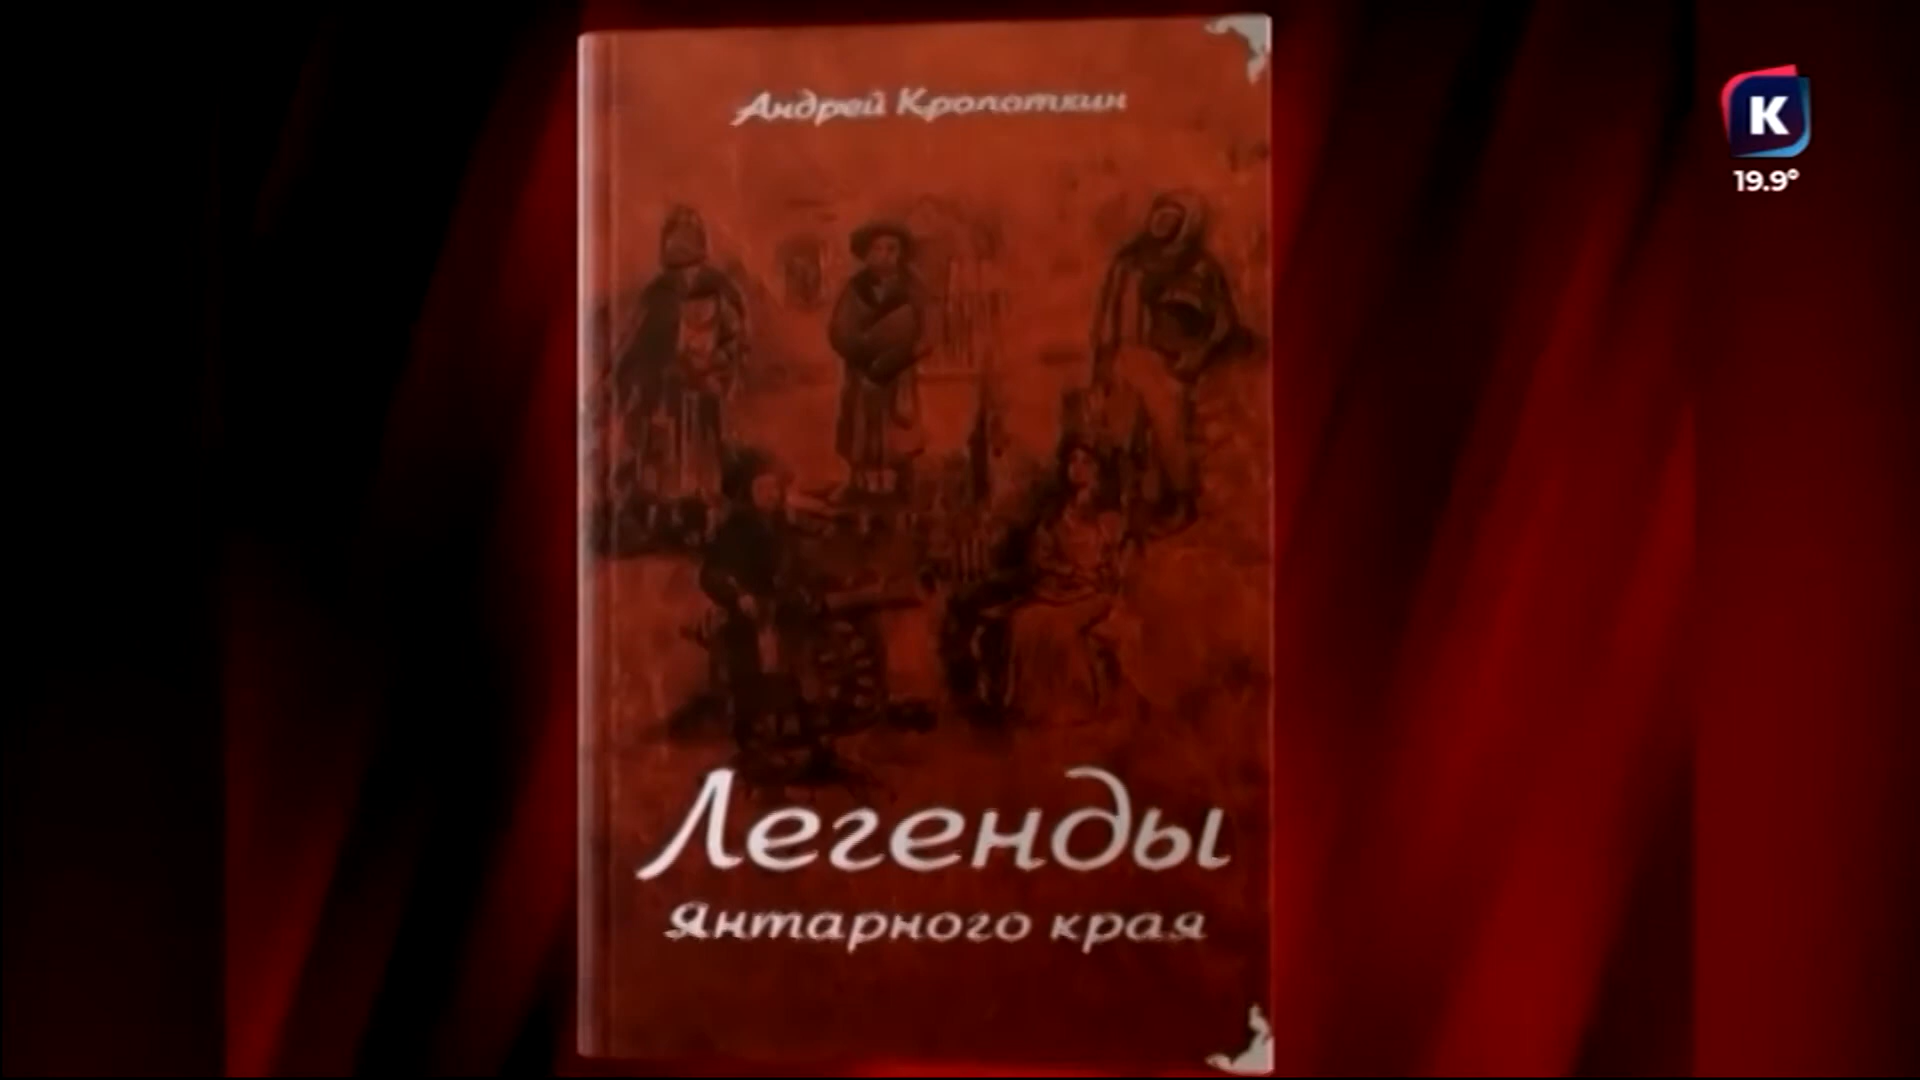 Андрей Кропоткин
К
19.9°
Легенды
Янтарного края